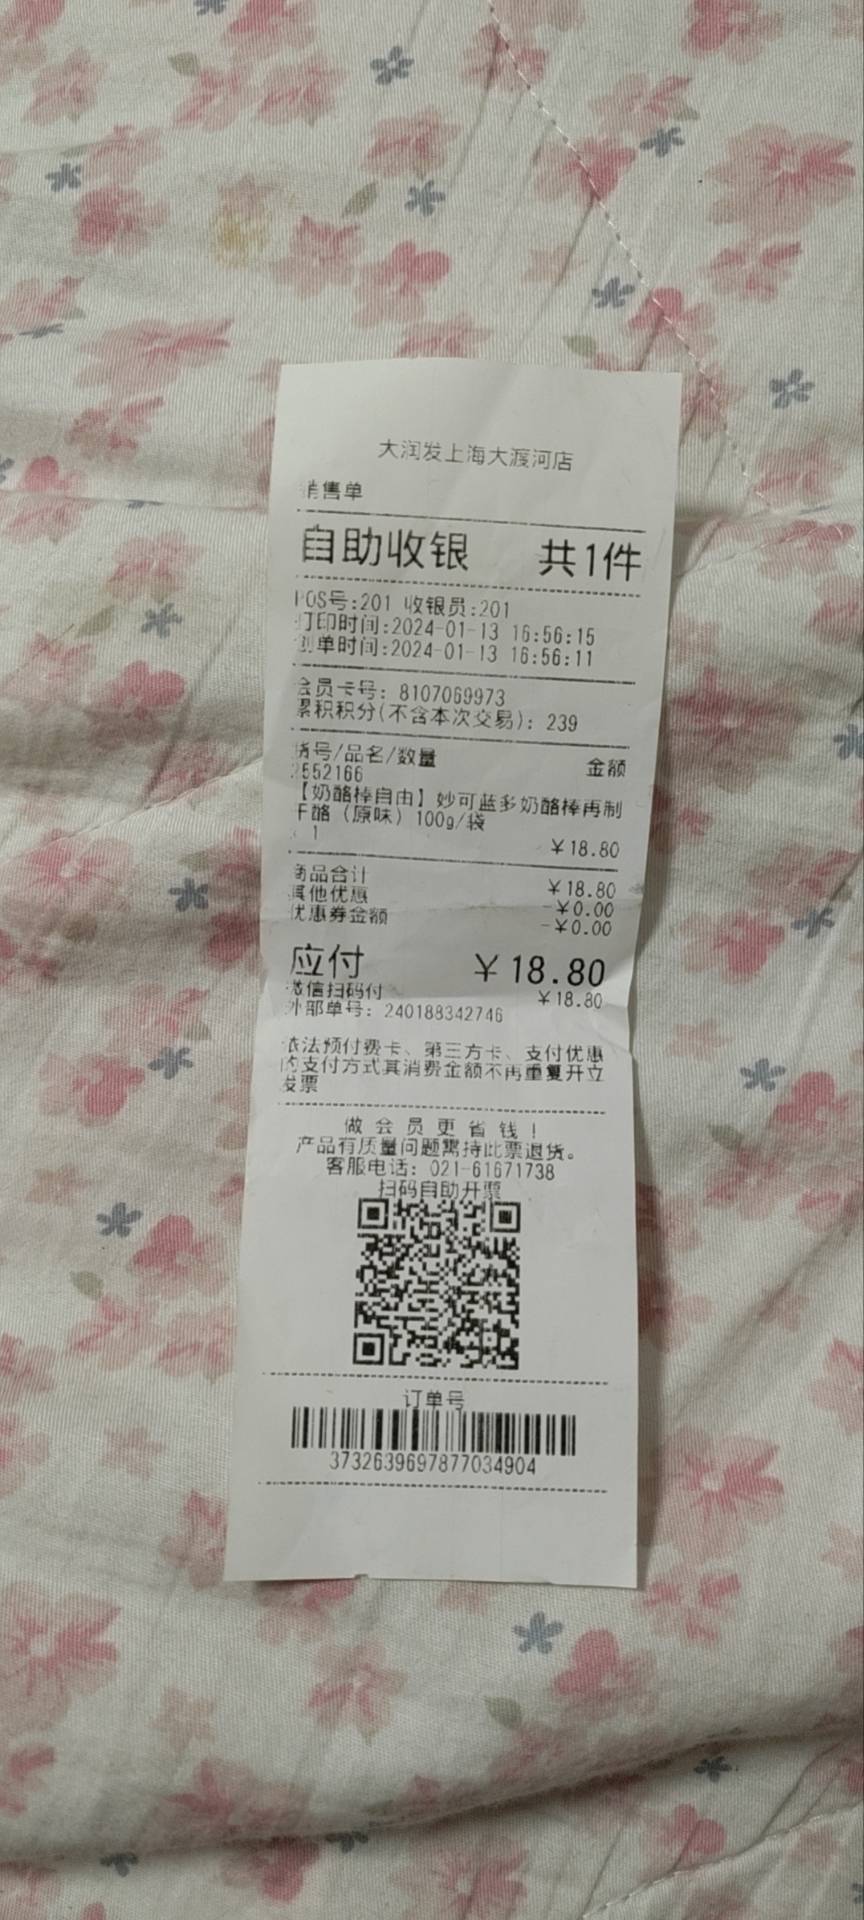 大润发上海大渡河店
销售单
自助收银 共1件
POS号:201 收银员:201
打印时间:2024-01-13 16:56:15
创单时间:2024-01-13 16:56:11
会员卡号: 8107069973
累积积分(不含本次交易): 239
货号/品名/数量 金额
2552166
【奶酪棒自由】妙可蓝多奶酪棒再制
干酪（原味）100g/袋
1 ￥18.80
商品合计 ￥18.80
其他优惠 -￥0.00
优惠券金额 -￥0.00
应付 ￥18.80
微信扫码付 ￥18.80
外部单号: 240188342746
依法预付费卡、第三方卡、支付优惠
的支付方式其消费金额不再重复开立
发票
做会员更省钱!
产品有质量问题需持此票退货。
客服电话: 021-61671738
扫码自助开票
订单号
3732639697877034904